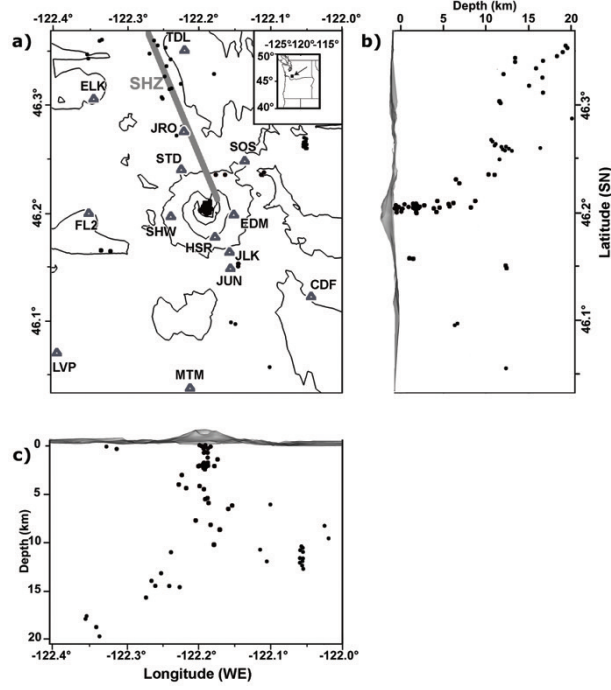 Depth (km)
a)
b)
-122.4°
-122.3°
-122.2°
-122.1°
-122.0°
0
5
10
15
20
TDL
-125° -120° -115°
50°
45°
40°
SHZ
ELK
46.3°
46.3°
JRO
SOS
STD
Latitude (SN)
46.2°
46.2°
FL2
SHW
EDM
HSR
JLK
JUN
CDF
46.1°
46.1°
LVP
MTM
c)
0
5
10
15
20
Depth (km)
-122.4°
-122.3°
-122.2°
-122.1°
-122.0°
Longitude (WE)